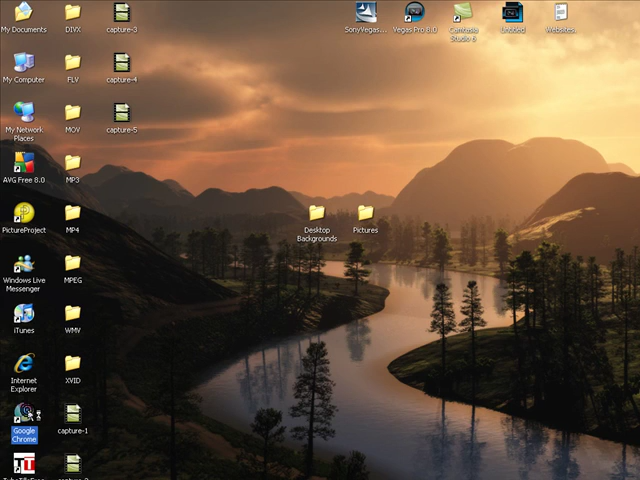 My Documents
DIVX
capture-3
SonyVegas...
Vegas Pro 8.0
Camtasia
Studio 6
Untitled
Websites.
My Computer
FLV
capture-4
My Network
Places
MOV
capture-5
AVG Free 8.0
MP3
PictureProject
MP4
Desktop
Backgrounds
Pictures
Windows Live
Messenger
MPEG
iTunes
WMV
Internet
Explorer
XVID
Google
Chrome
capture-1